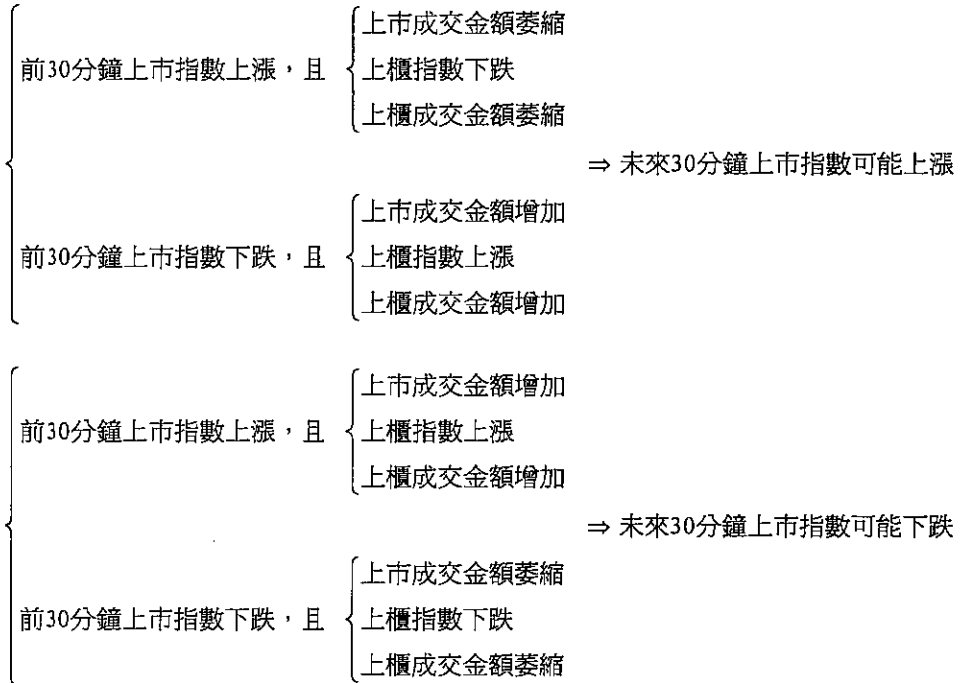 上市成交金額萎縮
前30分鐘上市指數上漲，且
上櫃指數下跌
上櫃成交金額萎縮
⇒ 未來30分鐘上市指數可能上漲
上市成交金額增加
前30分鐘上市指數下跌，且
上櫃指數上漲
上櫃成交金額增加
上市成交金額增加
前30分鐘上市指數上漲，且
上櫃指數上漲
上櫃成交金額增加
⇒ 未來30分鐘上市指數可能下跌
上市成交金額萎縮
前30分鐘上市指數下跌，且
上櫃指數下跌
上櫃成交金額萎縮